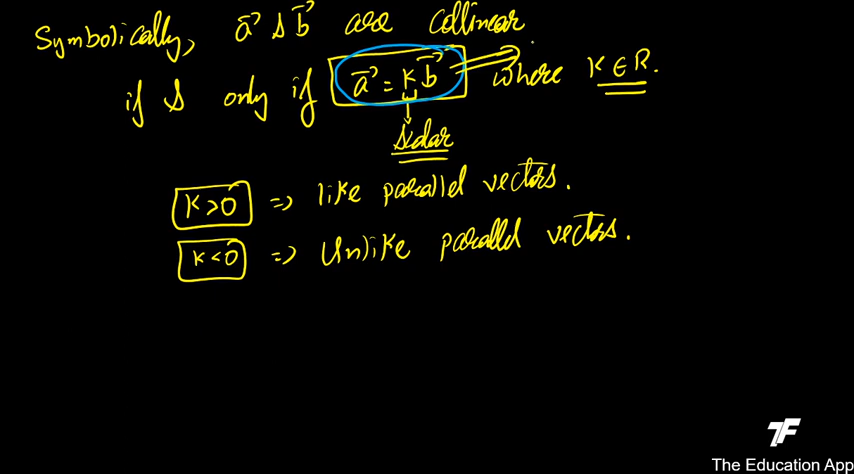 Symbolically, a⃗ & b⃗ are collinear
if & only if a⃗ = k b⃗ where K ∈ R.
Scalar
K>0 => like parallel vectors.
K<0 => Unlike parallel vectors.
7F
The Education App